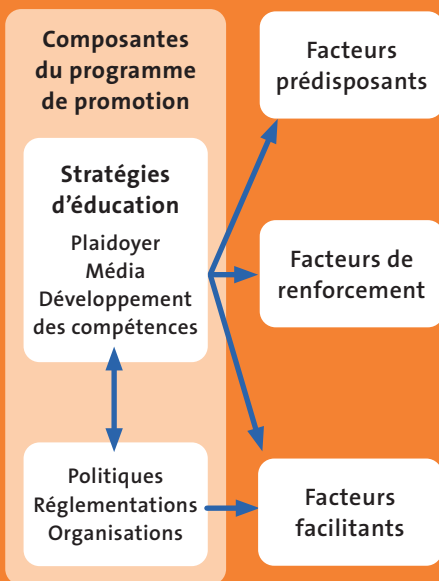 Composantes
du programme
de promotion
Stratégies
d'éducation
Plaidoyer
Média
Développement
des compétences
Politiques
Réglementations
Organisations
Facteurs
prédisposants
Facteurs de
renforcement
Facteurs
facilitants